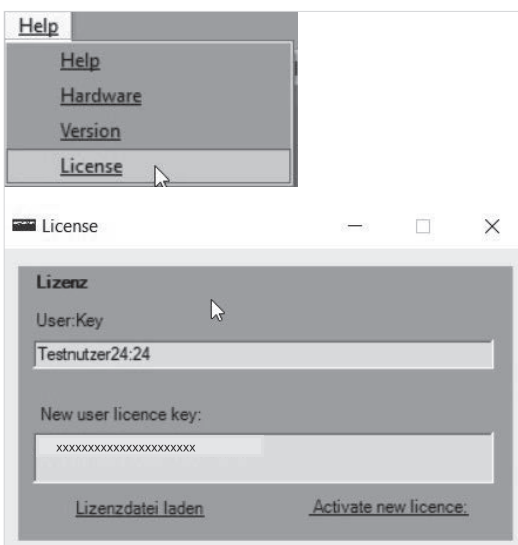 Help
Help
Hardware
Version
License
License
Lizenz
User:Key
Testnutzer24:24
New user licence key:
xxxxxxxxxxxxxxxxxxxxxx
Lizenzdatei laden
Activate new licence: